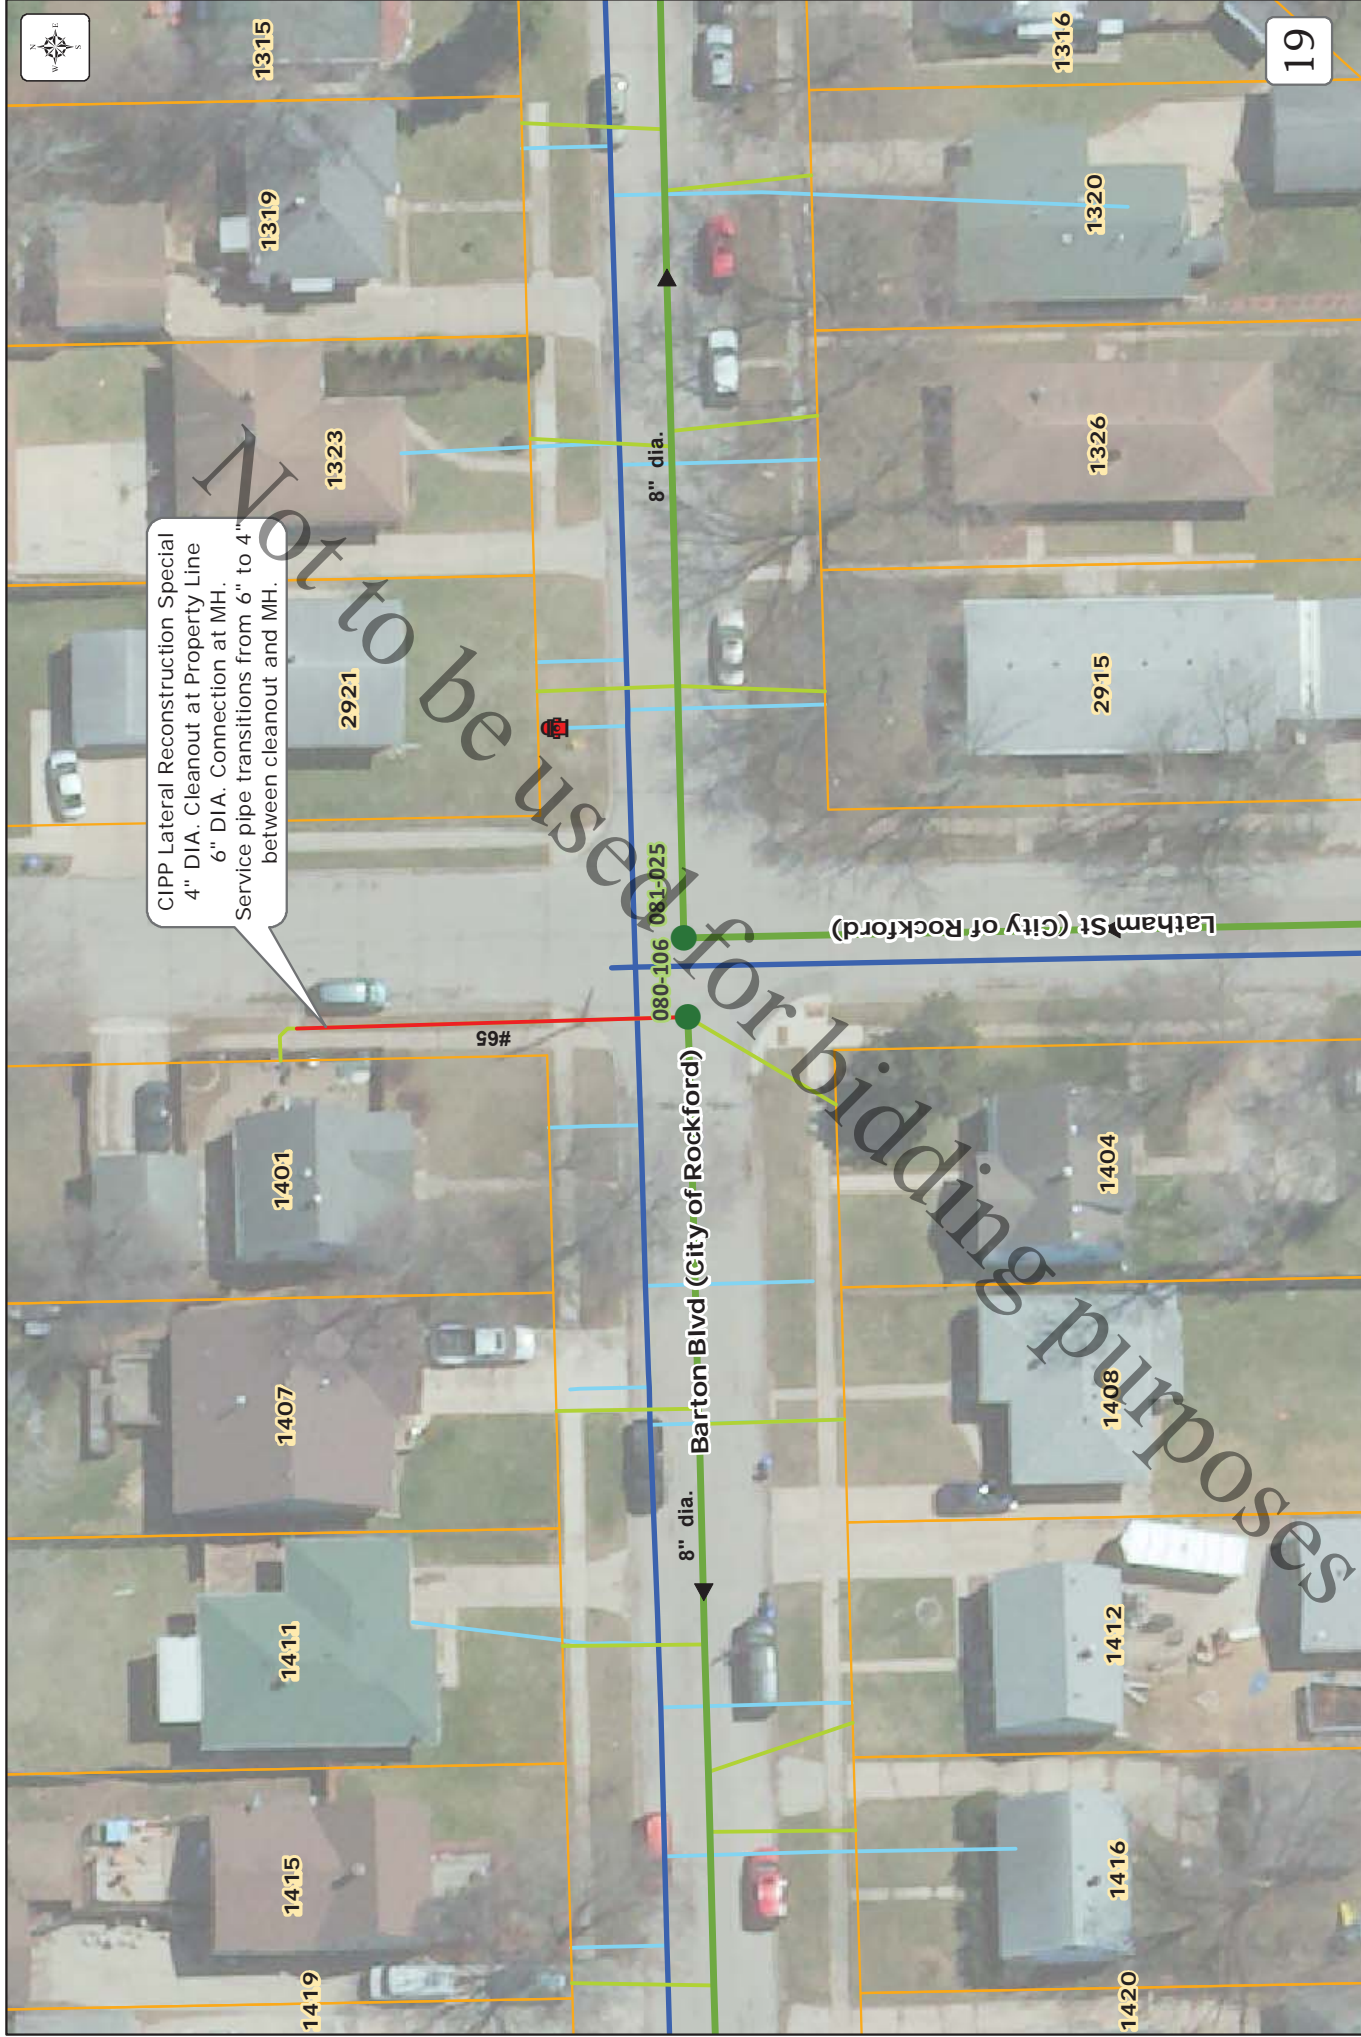 N
E
S
W
19
CIPP Lateral Reconstruction Special
4" DIA. Cleanout at Property Line
6" DIA. Connection at MH.
Service pipe transitions from 6" to 4"
between cleanout and MH.
1419
1415
1411
1407
1401
2921
1323
1319
1315
#65
080-106
081-025
8" dia.
8" dia.
Barton Blvd (City of Rockford)
Latham St (City of Rockford)
1420
1416
1412
1408
1404
2915
1326
1320
1316
Not to be used for bidding purposes